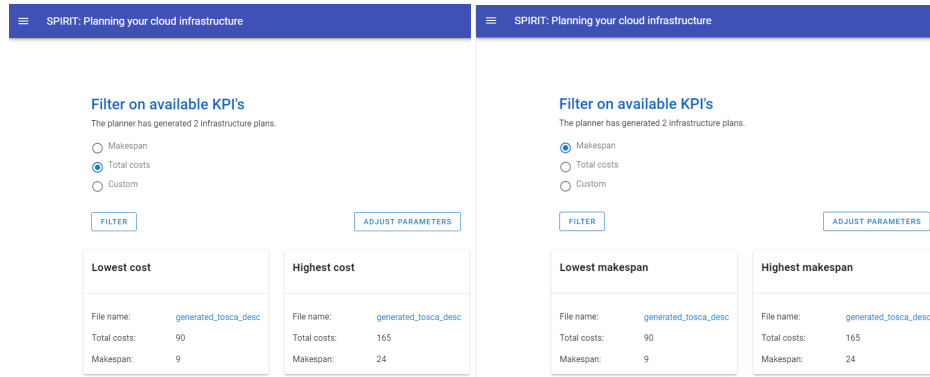 SPIRIT: Planning your cloud infrastructure
Filter on available KPI's
The planner has generated 2 infrastructure plans.
Makespan
Total costs
Custom
FILTER
ADJUST PARAMETERS
Lowest cost
File name: generated_tosca_desc
Total costs: 90
Makespan: 9
Highest cost
File name: generated_tosca_desc
Total costs: 165
Makespan: 24
SPIRIT: Planning your cloud infrastructure
Filter on available KPI's
The planner has generated 2 infrastructure plans.
Makespan
Total costs
Custom
FILTER
ADJUST PARAMETERS
Lowest makespan
File name: generated_tosca_desc
Total costs: 90
Makespan: 9
Highest makespan
File name: generated_tosca_desc
Total costs: 165
Makespan: 24